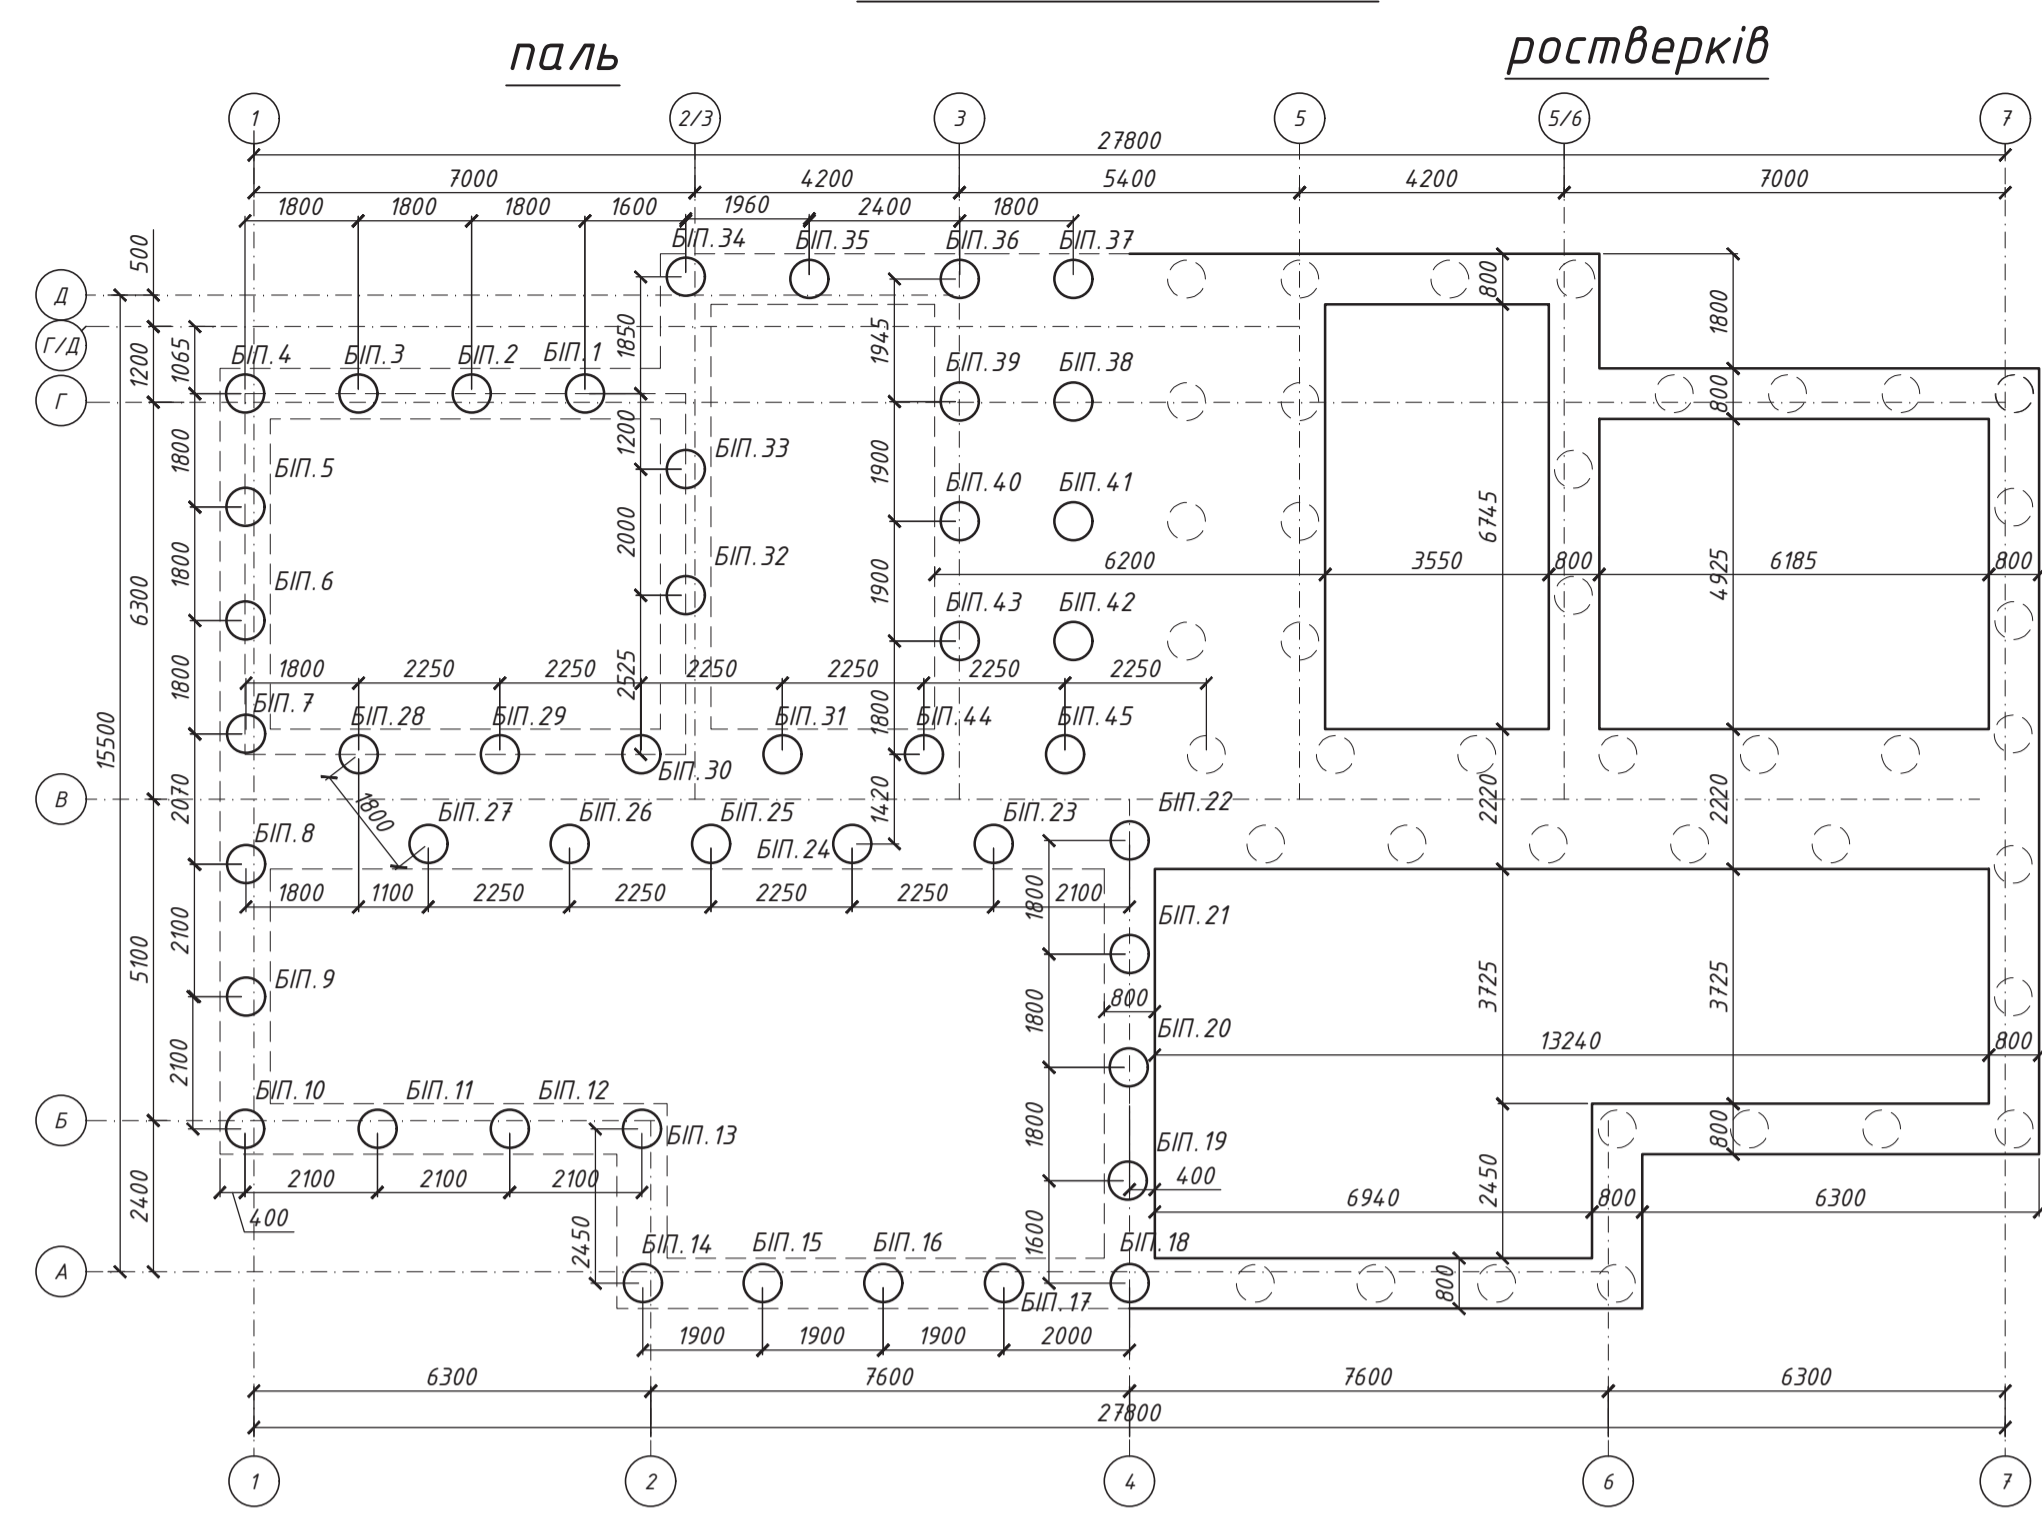 паль ростверків
1 2/3 3 5 5/6 7
27800
7000 4200 5400 4200 7000
1800 1800 1800 1600 1960 2400 1800
500 БІП.34 БІП.35 БІП.36 БІП.37
Д 800 1800
Г/Д 1200 1065 1850 1945
БІП.4 БІП.3 БІП.2 БІП.1 БІП.39 БІП.38
Г 800
1800 1200 1900
БІП.5 БІП.33 БІП.40 БІП.41
6300 1800 2000 1900 6745 4925
БІП.6 БІП.32 6200 3550 800 6185 800
БІП.43 БІП.42
1800 2525 1800
1800 2250 2250 2250 2250 2250 2250
БІП.7 БІП.28 БІП.29 БІП.31 БІП.44 БІП.45
15500
БІП.30
В 2070 1800 1420 2220 2220
БІП.8 БІП.27 БІП.26 БІП.25 БІП.24 БІП.23 БІП.22
1800 1100 2250 2250 2250 2250 2100
5100 2100 1800 БІП.21
БІП.9 800 3725 3725
2100 1800 БІП.20
13240 800
БІП.10 БІП.11 БІП.12 БІП.13
Б 1800 БІП.19 800
2400 2100 2100 2100 400 2450
400 2450 1600 6940 800 6300
БІП.14 БІП.15 БІП.16 БІП.18
А 800
БІП.17
1900 1900 1900 2000
6300 7600 7600 6300
27800
1 2 4 6 7